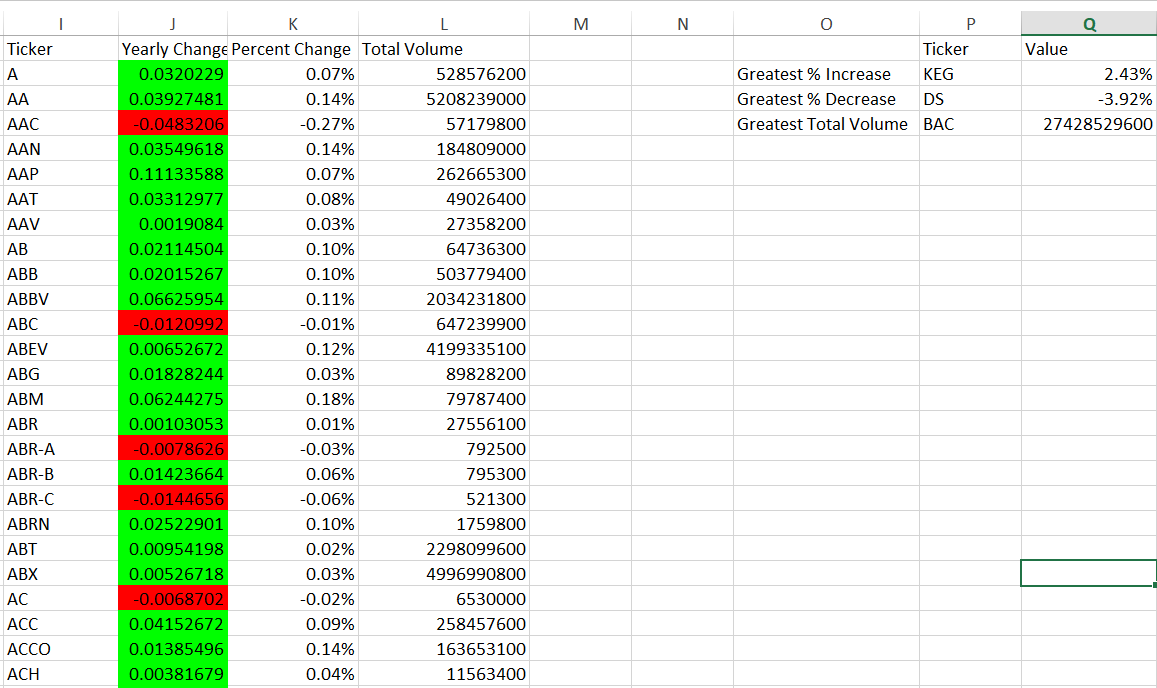 I J K L M N O P Q
Ticker Yearly Change Percent Change Total Volume Ticker Value
A 0.0320229 0.07% 528576200 Greatest % Increase KEG 2.43%
AA 0.03927481 0.14% 5208239000 Greatest % Decrease DS -3.92%
AAC -0.0483206 -0.27% 57179800 Greatest Total Volume BAC 27428529600
AAN 0.03549618 0.14% 184809000
AAP 0.11133588 0.07% 262665300
AAT 0.03312977 0.08% 49026400
AAV 0.0019084 0.03% 27358200
AB 0.02114504 0.10% 64736300
ABB 0.02015267 0.10% 503779400
ABBV 0.06625954 0.11% 2034231800
ABC -0.0120992 -0.01% 647239900
ABEV 0.00652672 0.12% 4199335100
ABG 0.01828244 0.03% 89828200
ABM 0.06244275 0.18% 79787400
ABR 0.00103053 0.01% 27556100
ABR-A -0.0078626 -0.03% 792500
ABR-B 0.01423664 0.06% 795300
ABR-C -0.0144656 -0.06% 521300
ABRN 0.02522901 0.10% 1759800
ABT 0.00954198 0.02% 2298099600
ABX 0.00526718 0.03% 4996990800
AC -0.0068702 -0.02% 6530000
ACC 0.04152672 0.09% 258457600
ACCO 0.01385496 0.14% 163653100
ACH 0.00381679 0.04% 11563400